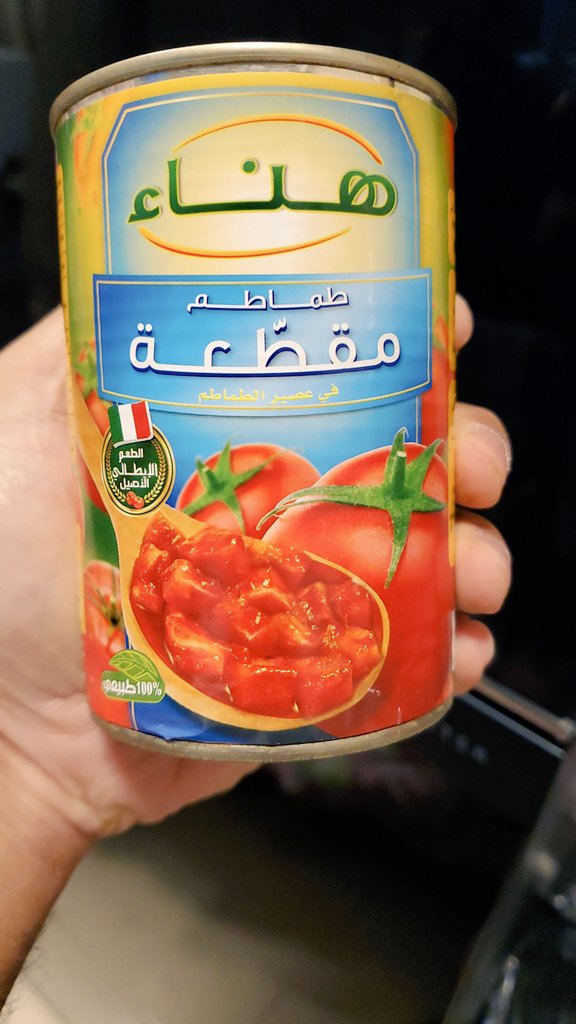 هناء
طماطم
مقطّعة
في عصير الطماطم
الطعم
الإيطالي
الأصيل
100% طبيعي